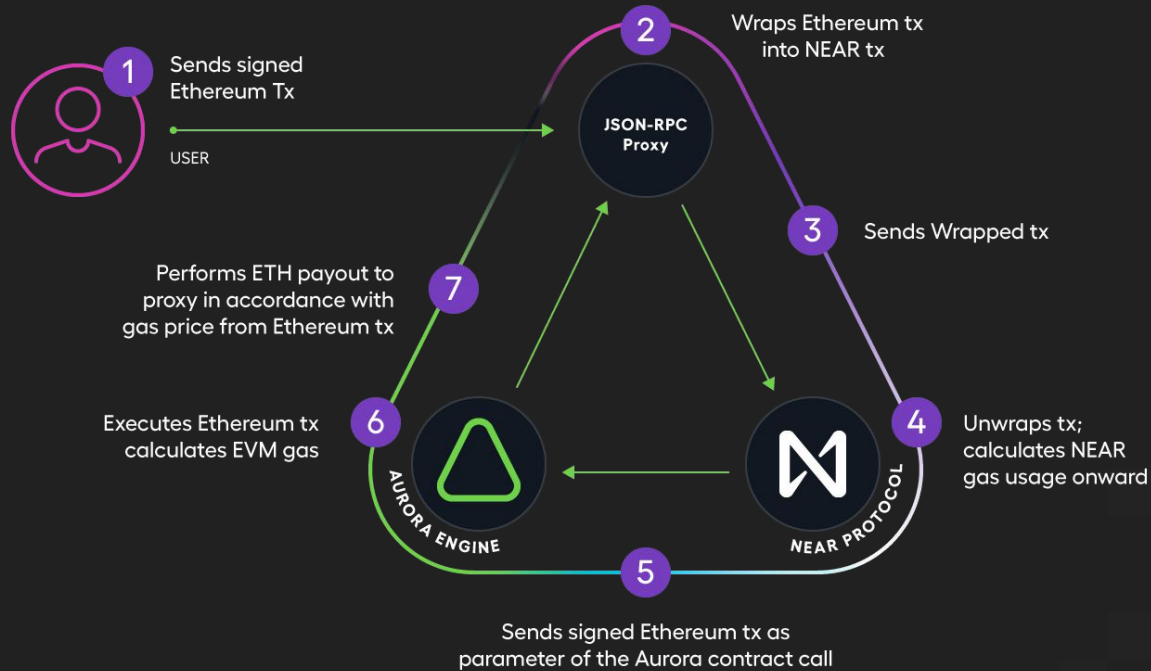 1
Sends signed
Ethereum Tx
USER
2
Wraps Ethereum tx
into NEAR tx
JSON-RPC
Proxy
3
Sends Wrapped tx
4
Unwraps tx;
calculates NEAR
gas usage onward
NEAR PROTOCOL
5
Sends signed Ethereum tx as
parameter of the Aurora contract call
6
Executes Ethereum tx
calculates EVM gas
AURORA ENGINE
7
Performs ETH payout to
proxy in accordance with
gas price from Ethereum tx